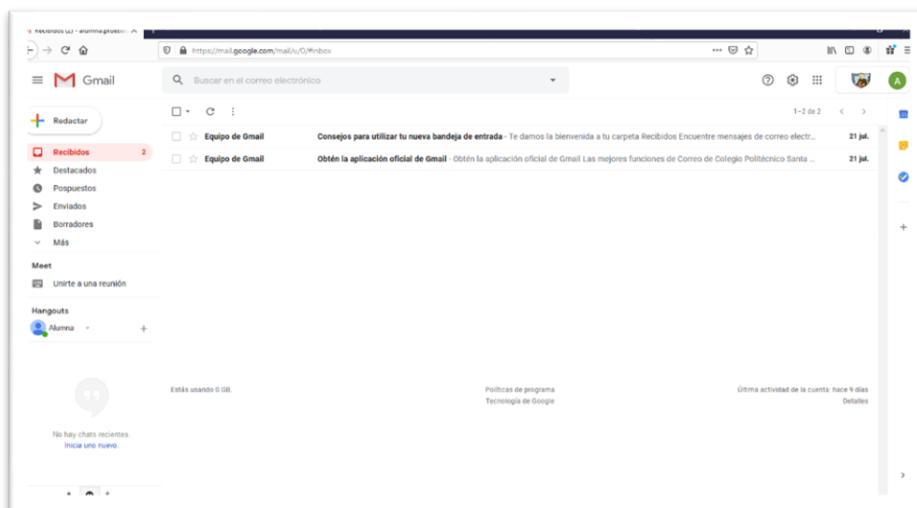 https://mail.google.com/mail/u/0/#inbox
Gmail
Buscar en el correo electrónico
A
Redactar
1–2 de 2
Recibidos 2
Equipo de Gmail Consejos para utilizar tu nueva bandeja de entrada - Te damos la bienvenida a tu carpeta Recibidos Encuentre mensajes de correo electr... 21 jul.
Equipo de Gmail Obtén la aplicación oficial de Gmail - Obtén la aplicación oficial de Gmail Las mejores funciones de Correo de Colegio Politécnico Santa ... 21 jul.
Destacados
Pospuestos
Enviados
Borradores
Más
Meet
Unirte a una reunión
Hangouts
Alumna
Estás usando 0 GB.
Políticas de programa
Tecnología de Google
Última actividad de la cuenta: hace 9 días
Detalles
No hay chats recientes.
Inicia uno nuevo.